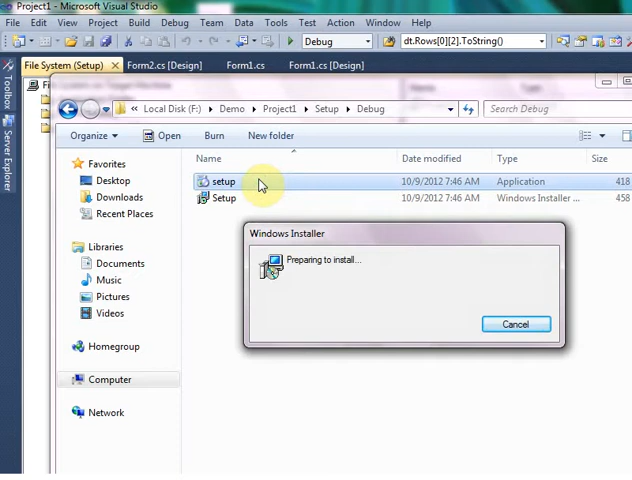 Project1 - Microsoft Visual Studio
File Edit View Project Build Debug Team Data Tools Test Analyze Window Help
Debug dt.Rows[0][2].ToString()
File System (Setup) Form2.cs [Design] Form1.cs Form1.cs [Design]
Toolbox
Server Explorer
Local Disk (F:) Demo Project1 Setup Debug Search Debug
Organize Open Burn New folder
Name Date modified Type Size
Favorites
Desktop
Downloads
Recent Places
Libraries
Documents
Music
Pictures
Videos
Homegroup
Computer
Network
setup 10/9/2012 7:46 AM Application 418
Setup 10/9/2012 7:46 AM Windows Installer ... 458
Windows Installer
Preparing to install...
Cancel